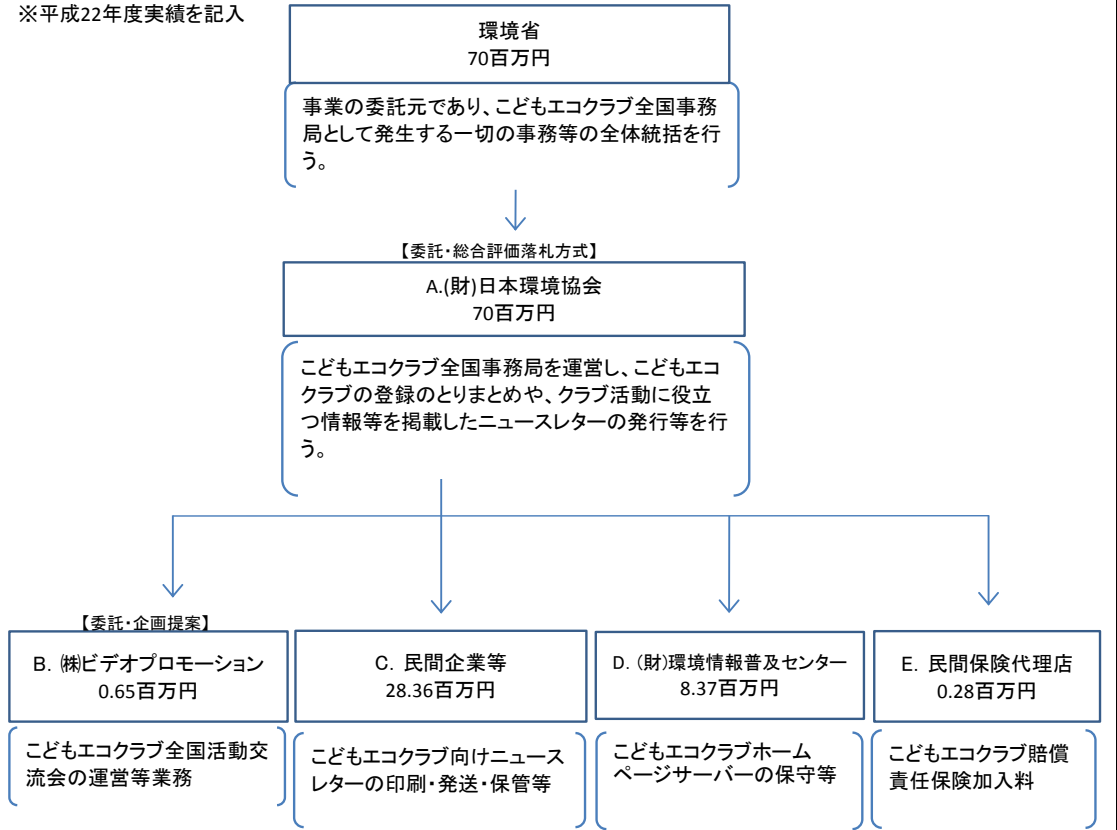 ※平成22年度実績を記入
環境省
70百万円
事業の委託元であり、こどもエコクラブ全国事務
局として発生する一切の事務等の全体統括を行
う。
【委託・総合評価落札方式】
A.(財)日本環境協会
70百万円
こどもエコクラブ全国事務局を運営し、こどもエコ
クラブの登録のとりまとめや、クラブ活動に役立
つ情報等を掲載したニュースレターの発行等を行
う。
【委託・企画提案】
B. ㈱ビデオプロモーション
0.65百万円
こどもエコクラブ全国活動交
流会の運営等業務
C. 民間企業等
28.36百万円
こどもエコクラブ向けニュース
レターの印刷・発送・保管等
D. (財)環境情報普及センター
8.37百万円
こどもエコクラブホーム
ページサーバーの保守等
E. 民間保険代理店
0.28百万円
こどもエコクラブ賠償
責任保険加入料